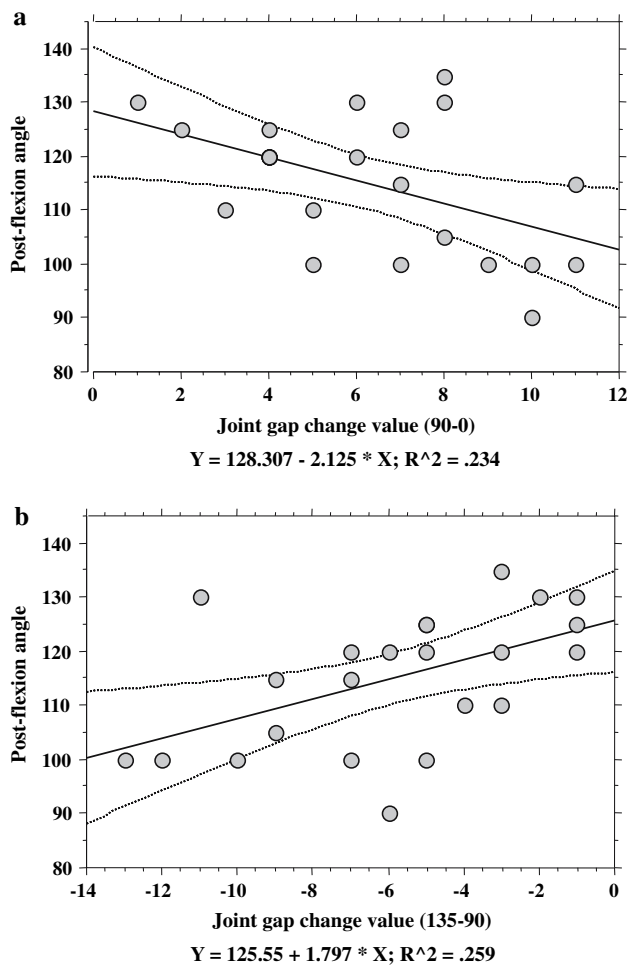 a
140
130
120
110
100
90
80
Post-flexion angle
0 2 4 6 8 10 12
Joint gap change value (90-0)
Y = 128.307 - 2.125 * X; R^2 = .234
b
140
130
120
110
100
90
80
Post-flexion angle
-14 -12 -10 -8 -6 -4 -2 0
Joint gap change value (135-90)
Y = 125.55 + 1.797 * X; R^2 = .259